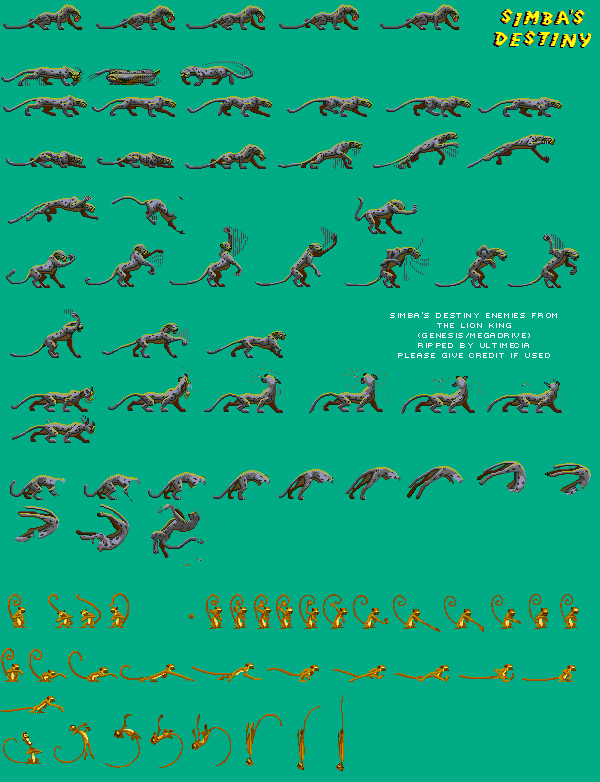 SIMBA'S
DESTINY
SIMBA'S DESTINY ENEMIES FROM
THE LION KING
(GENESIS/MEGADRIVE)
RIPPED BY ULTIMECIA
PLEASE GIVE CREDIT IF USED